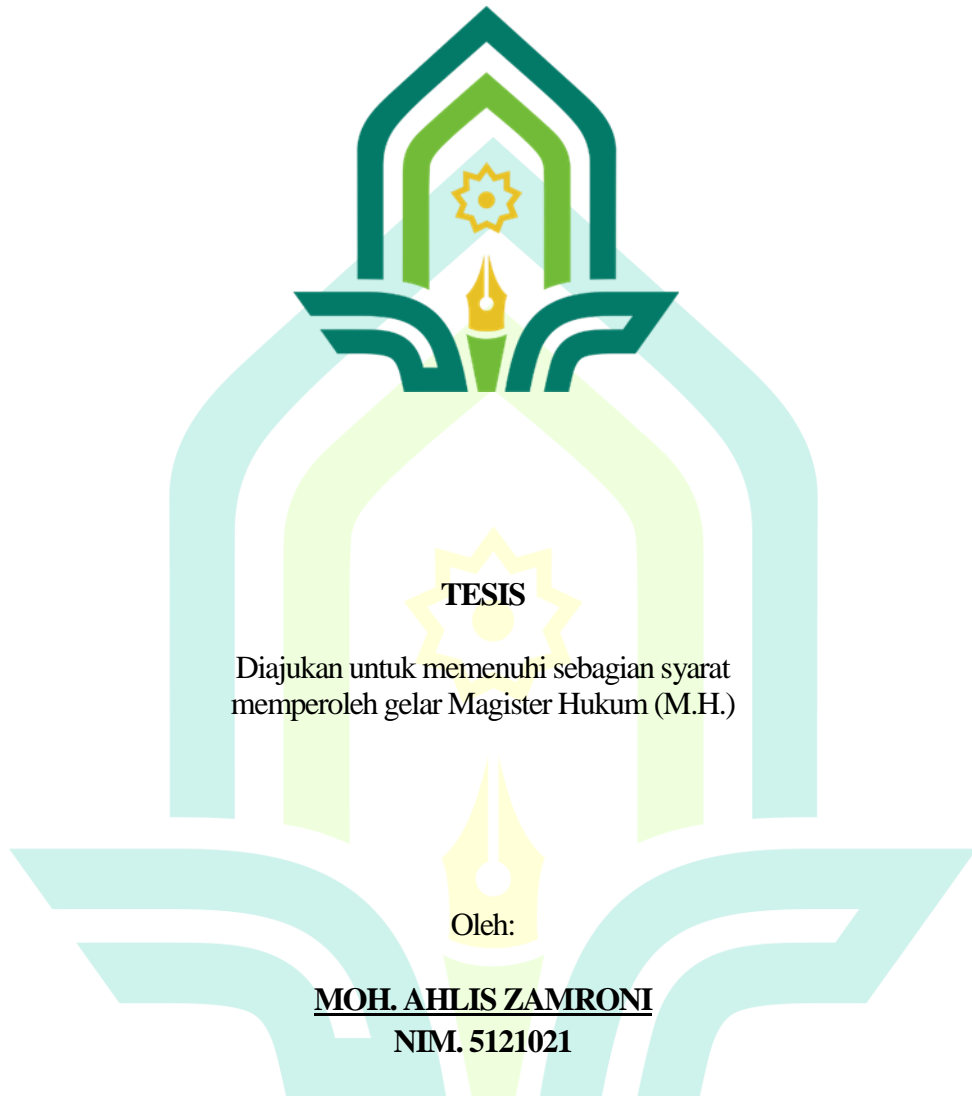 TESIS
Diajukan untuk memenuhi sebagian syarat
memperoleh gelar Magister Hukum (M.H.)
Oleh:
MOH. AHLIS ZAMRONI
NIM. 5121021